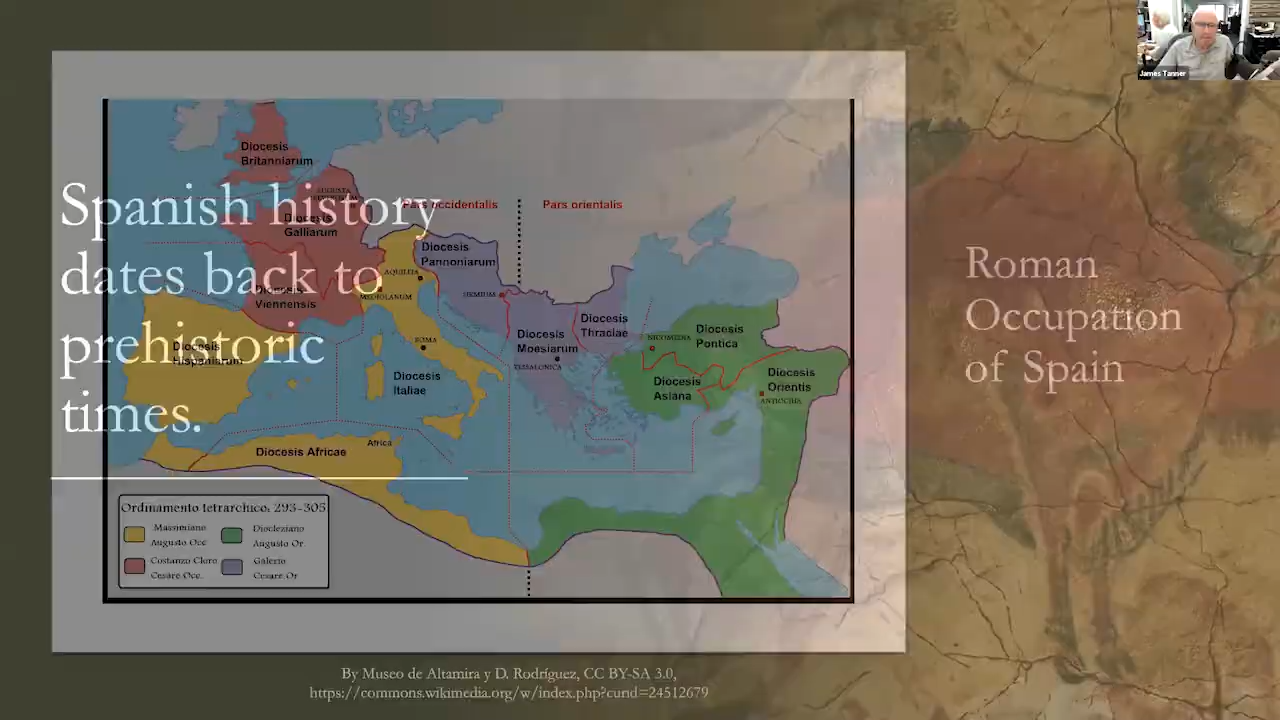 James Tanner
Spanish history
dates back to
prehistoric
times.
Roman
Occupation
of Spain
Diocesis
Britanniarum
AUGUSTA
Diocesis
Galliarum
Pars occidentalis
Pars orientalis
Diocesis
Pannoniarum
AQUILEIA
Diocesis
Viennensis
MEDIOLANUM
SIRMIUM
Diocesis
Hispaniarum
ROMA
Diocesis
Italiae
Diocesis
Moesiarum
TESSALONICA
Diocesis
Thraciae
NICOMEDIA
Diocesis
Pontica
Diocesis
Asiana
Diocesis
Orientis
ANTIOCHIA
Africa
Diocesis Africae
Ordinamento tetrarchico: 293-305
Massimiano
Augusto Occ.
Diocleziano
Augusto Or.
Costanzo Cloro
Cesare Occ.
Galerio
Cesare Or
By Museo de Altamira y D. Rodríguez, CC BY-SA 3.0,
https://commons.wikimedia.org/w/index.php?curid=24512679